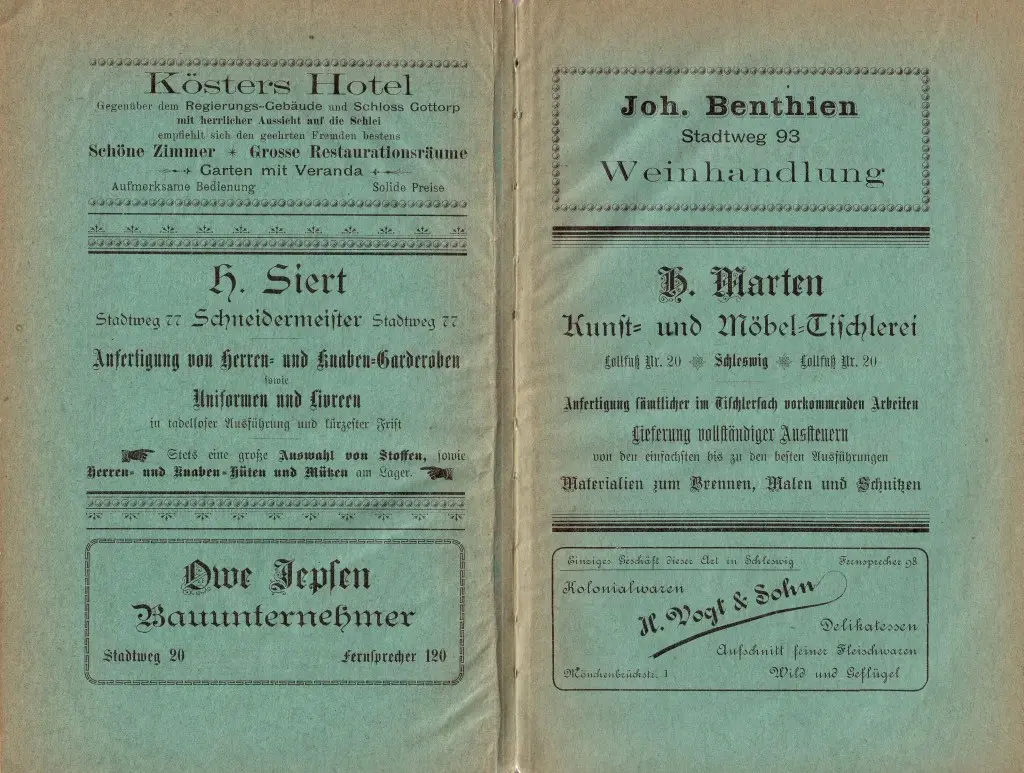 Kösters Hotel
Gegenüber dem Regierungs-Gebäude und Schloss Gottorp
mit herrlicher Aussicht auf die Schlei
empfiehlt sich den geehrten Fremden bestens
Schöne Zimmer Grosse Restaurationsräume
Garten mit Veranda
Aufmerksame Bedienung Solide Preise
H. Siert
Stadtweg 77 Schneidermeister Stadtweg 77
Anfertigung von Herren- und Knaben-Garderoben
sowie
Uniformen und Livreen
in tadelloser Ausführung und kürzester Frist
Stets eine große Auswahl von Stoffen, sowie
Herren- und Knaben-Hüten und Mützen am Lager.
Owe Jepsen
Bauunternehmer
Stadtweg 20 Fernsprecher 120
Joh. Benthien
Stadtweg 93
Weinhandlung
H. Marten
Kunst- und Möbel-Tischlerei
Lollfuß Nr. 20 Schleswig Lollfuß Nr. 20
Anfertigung sämtlicher im Tischlerfach vorkommenden Arbeiten
Lieferung vollständiger Aussteuern
von den einfachsten bis zu den besten Ausführungen
Materialien zum Brennen, Malen und Schnitzen
Einziges Geschäft dieser Art in Schleswig Fernsprecher 98
Kolonialwaren
H. Vogt & Sohn
Delikatessen
Aufschnitt feiner Fleischwaren
Mönchenbrückstr. 1 Wild und Geflügel